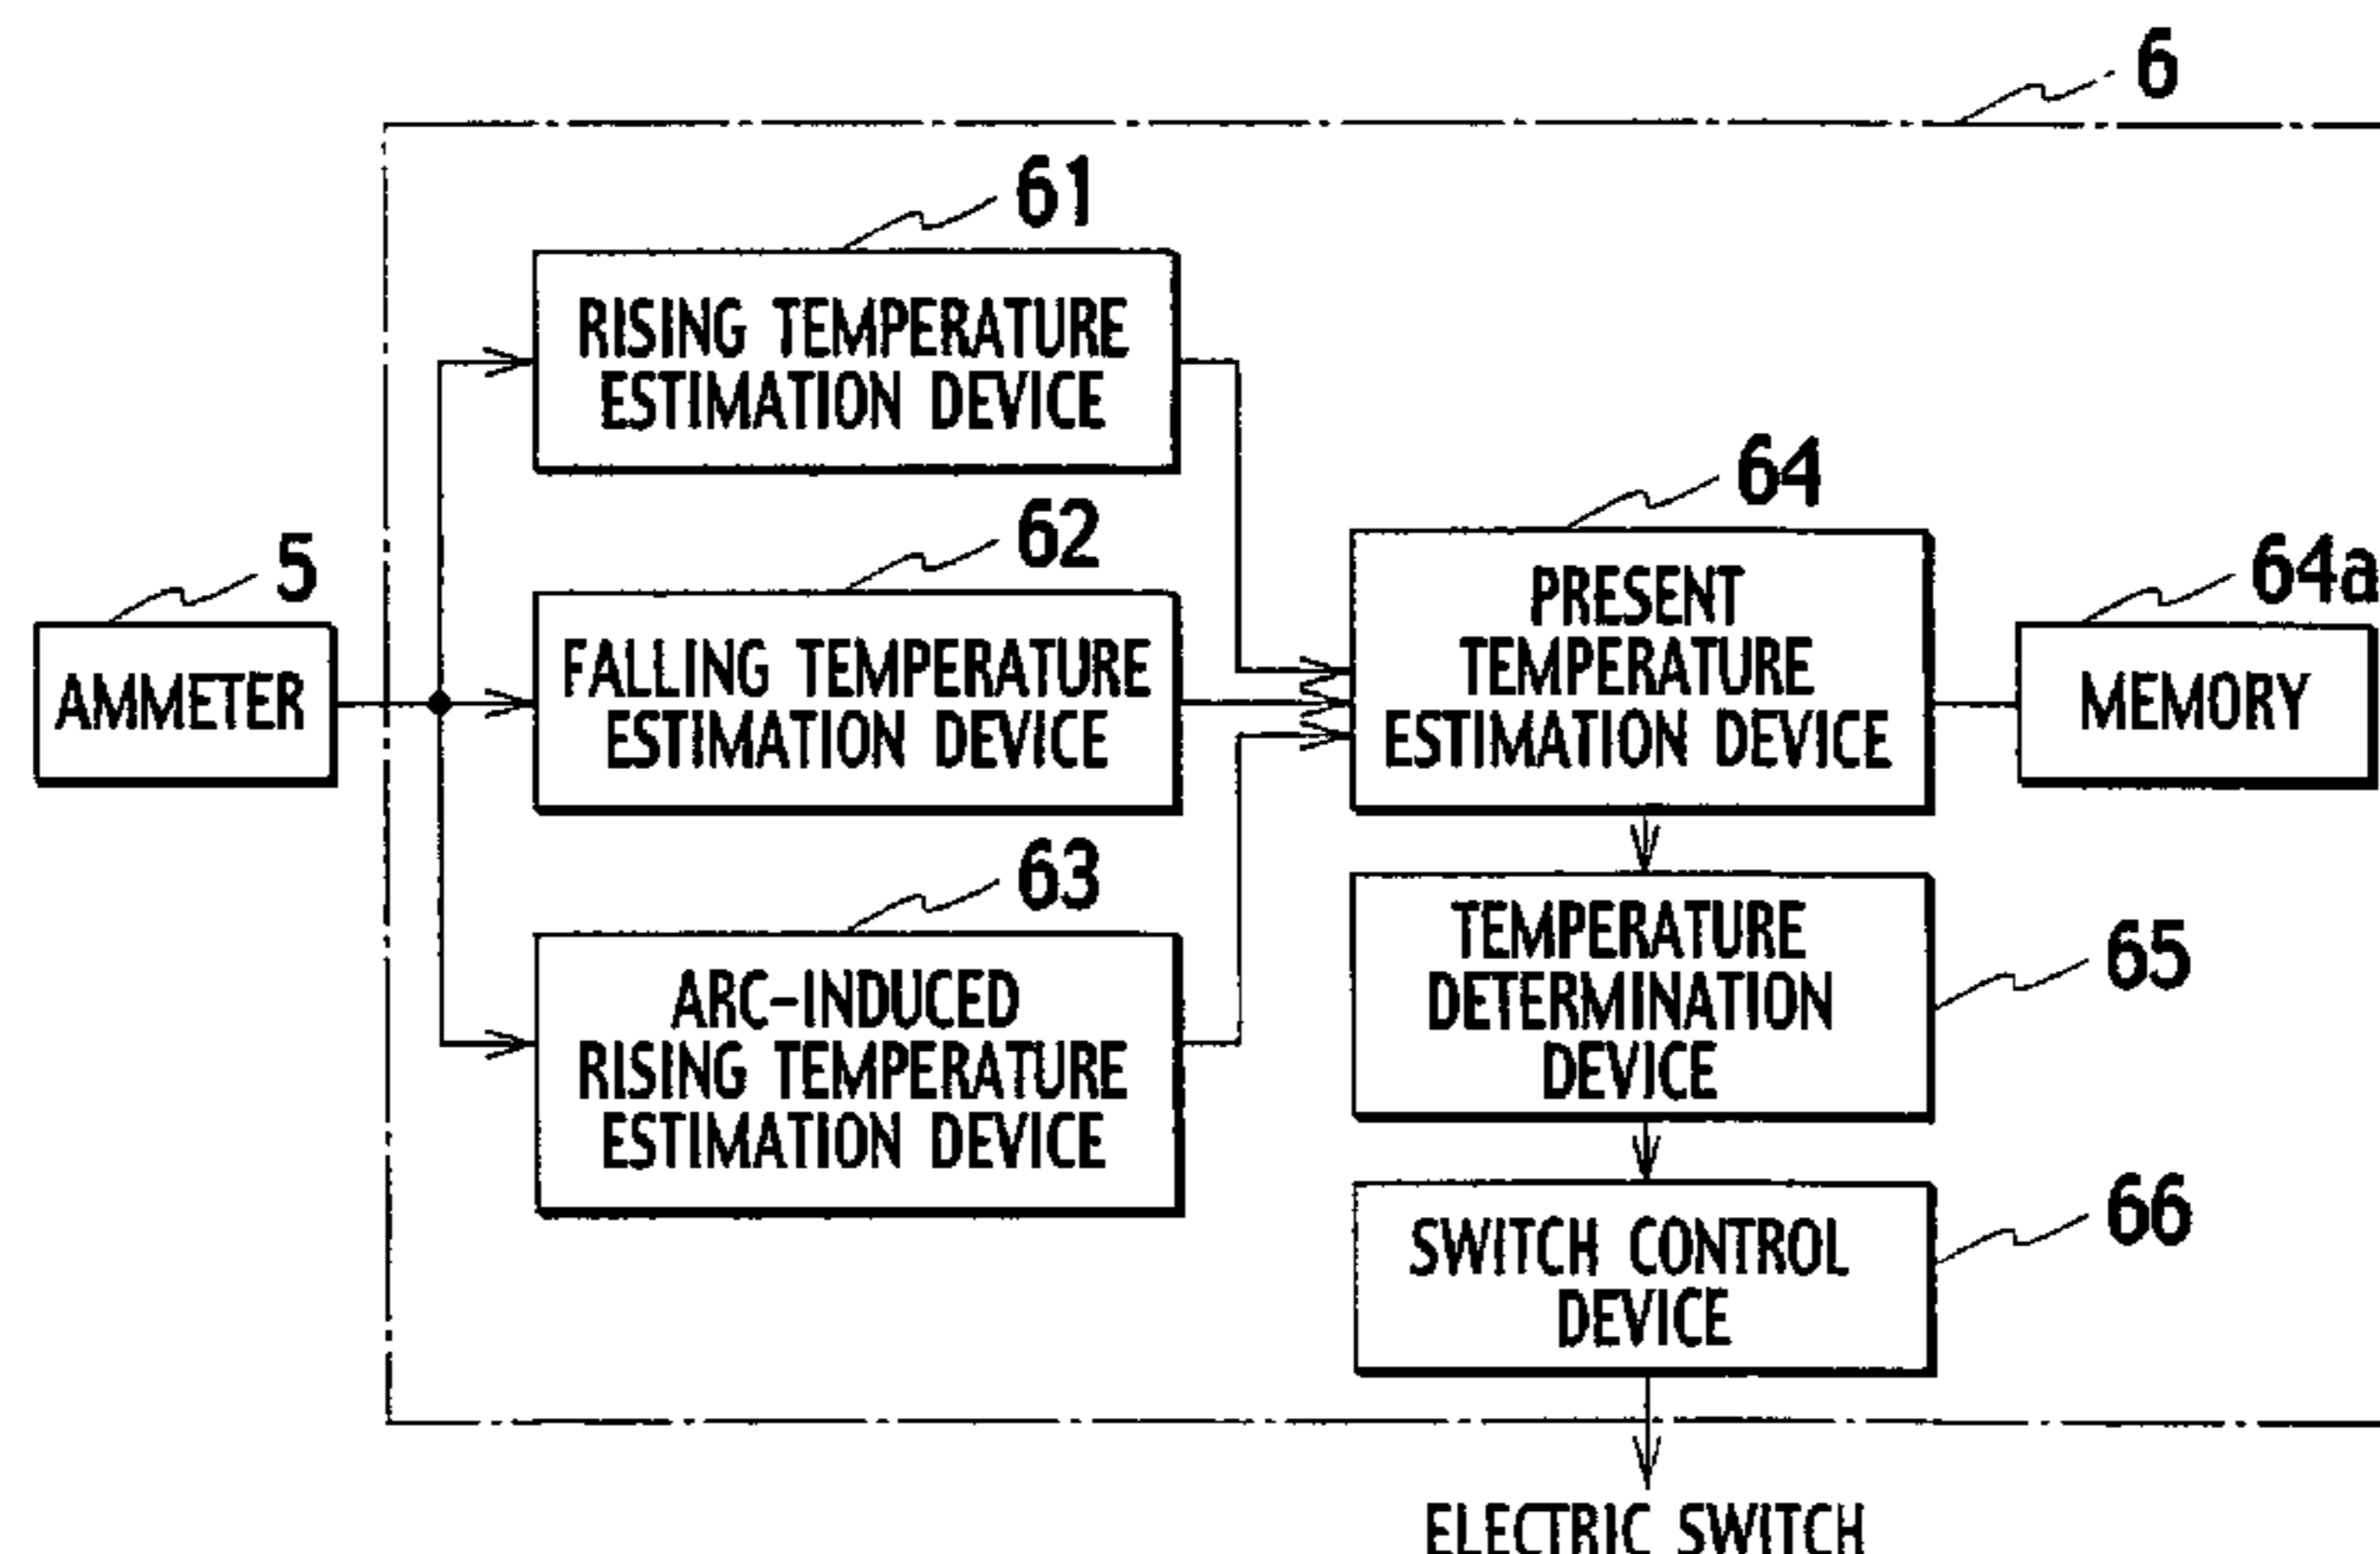 6
61
RISING TEMPERATURE
ESTIMATION DEVICE
5
AMMETER
62
FALLING TEMPERATURE
ESTIMATION DEVICE
63
ARC-INDUCED
RISING TEMPERATURE
ESTIMATION DEVICE
64
PRESENT
TEMPERATURE
ESTIMATION DEVICE
64a
MEMORY
TEMPERATURE
DETERMINATION
DEVICE
65
SWITCH CONTROL
DEVICE
66
ELECTRIC SWITCH